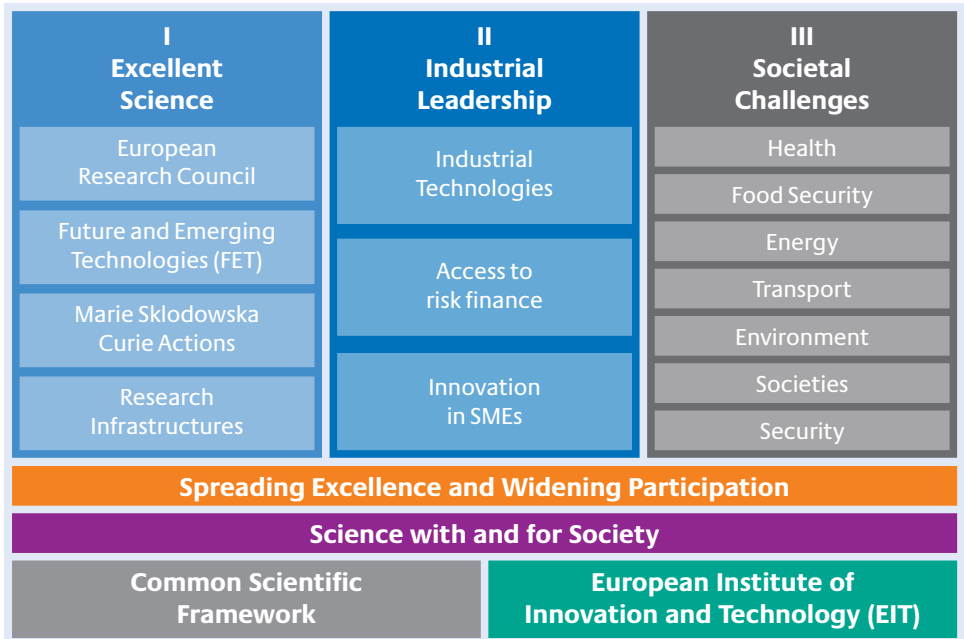 I
Excellent
Science
European
Research Council
Future and Emerging
Technologies (FET)
Marie Sklodowska
Curie Actions
Research
Infrastructures
II
Industrial
Leadership
Industrial
Technologies
Access to
risk finance
Innovation
in SMEs
III
Societal
Challenges
Health
Food Security
Energy
Transport
Environment
Societies
Security
Spreading Excellence and Widening Participation
Science with and for Society
Common Scientific
Framework
European Institute of
Innovation and Technology (EIT)